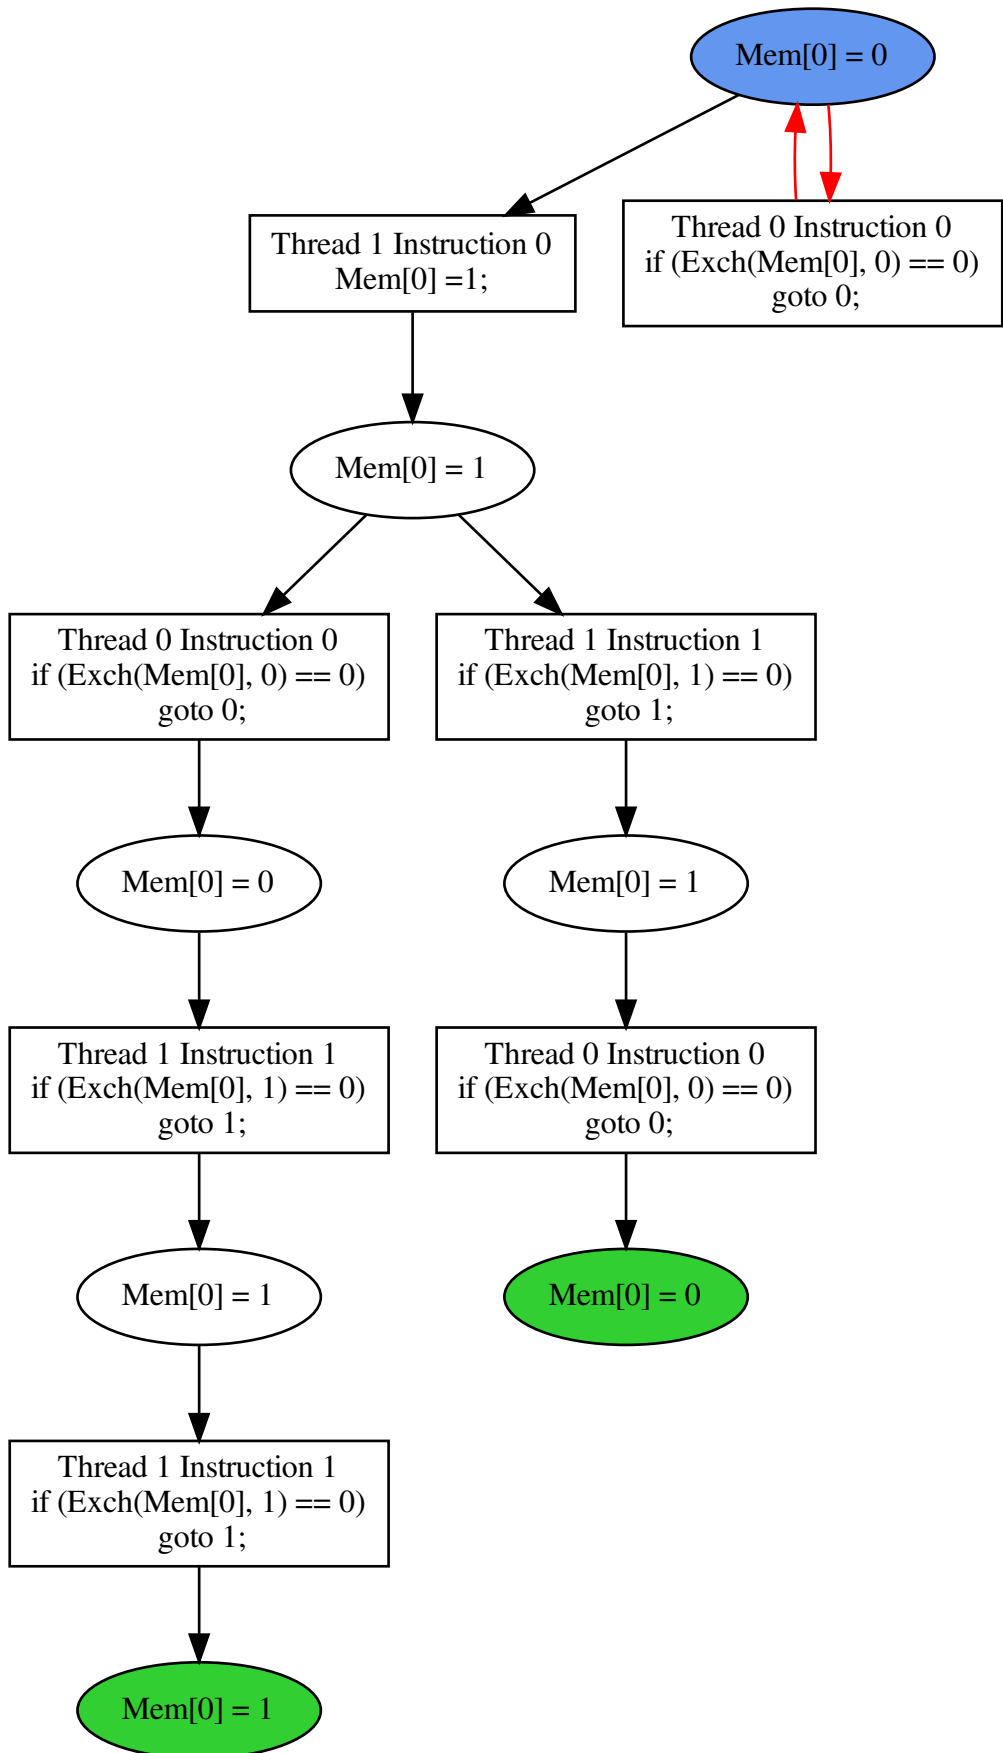 Mem[0] = 0
Thread 1 Instruction 0
Mem[0] =1;
Thread 0 Instruction 0
if (Exch(Mem[0], 0) == 0)
goto 0;
Mem[0] = 1
Thread 0 Instruction 0
if (Exch(Mem[0], 0) == 0)
goto 0;
Thread 1 Instruction 1
if (Exch(Mem[0], 1) == 0)
goto 1;
Mem[0] = 0
Mem[0] = 1
Thread 1 Instruction 1
if (Exch(Mem[0], 1) == 0)
goto 1;
Thread 0 Instruction 0
if (Exch(Mem[0], 0) == 0)
goto 0;
Mem[0] = 1
Mem[0] = 0
Thread 1 Instruction 1
if (Exch(Mem[0], 1) == 0)
goto 1;
Mem[0] = 1